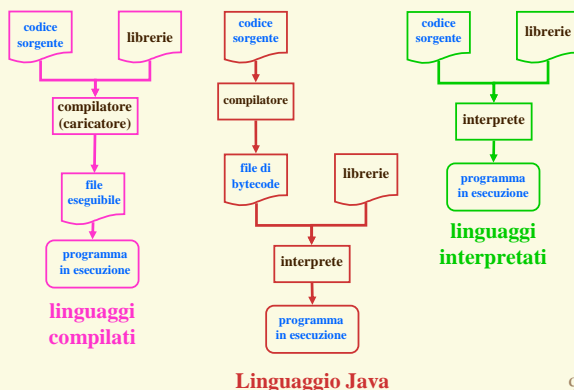 codice
sorgente
librerie
compilatore
(caricatore)
file
eseguibile
programma
in esecuzione
linguaggi
compilati
codice
sorgente
compilatore
file di
bytecode
librerie
interprete
programma
in esecuzione
Linguaggio Java
codice
sorgente
librerie
interprete
programma
in esecuzione
linguaggi
interpretati